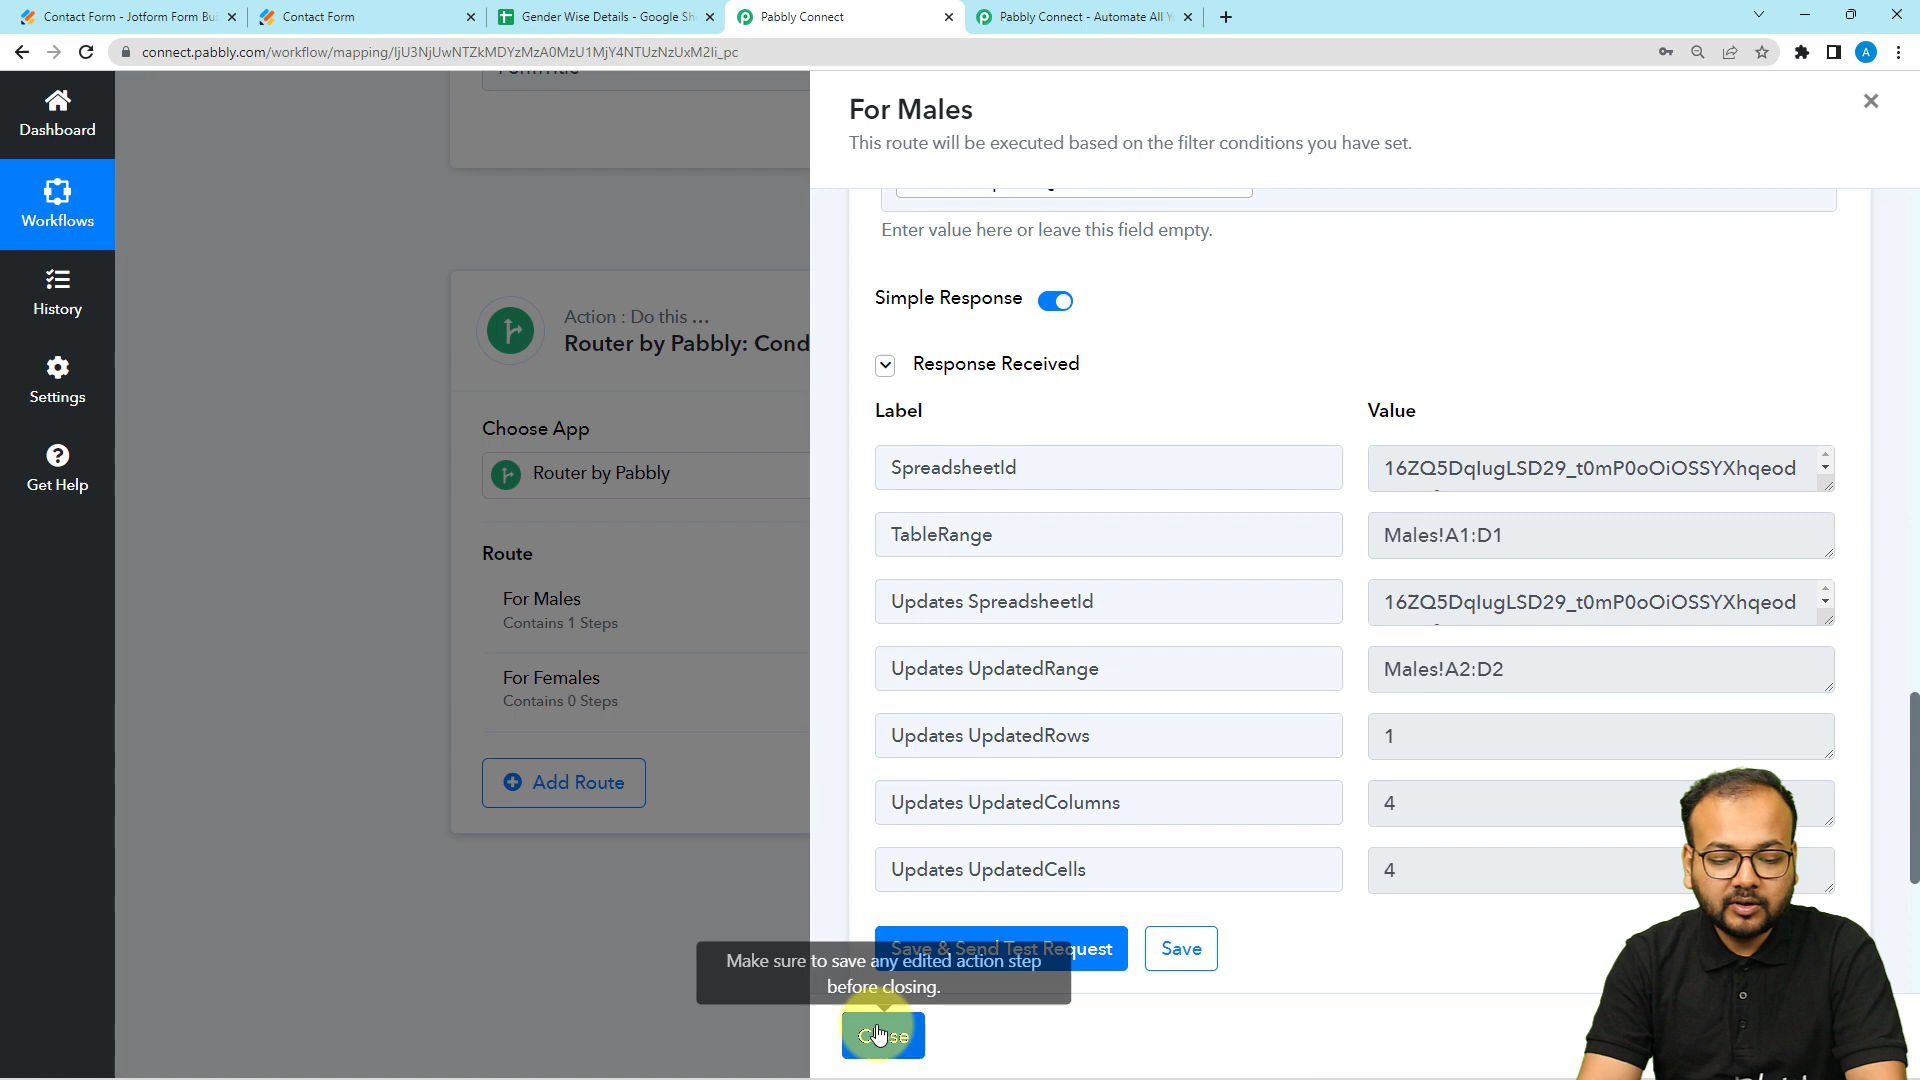 Contact Form - Jotform Form Bu
Contact Form
Gender Wise Details - Google Sh
Pabbly Connect
Pabbly Connect - Automate All Y
connect.pabbly.com/workflow/mapping/IjU3NjUwNTZkMDYzMzA0MzU1MjY4NTUzNzUxM2Ii_pc
A
Dashboard
Workflows
History
Settings
Get Help
FormTitle
Action : Do this ...
Router by Pabbly: Cond
Choose App
Router by Pabbly
Route
For Males
Contains 1 Steps
For Females
Contains 0 Steps
Add Route
For Males
This route will be executed based on the filter conditions you have set.
Enter value here or leave this field empty.
Simple Response
Response Received
Label Value
SpreadsheetId 16ZQ5DqIugLSD29_t0mP0oOiOSSYXhqeod
TableRange Males!A1:D1
Updates SpreadsheetId 16ZQ5DqIugLSD29_t0mP0oOiOSSYXhqeod
Updates UpdatedRange Males!A2:D2
Updates UpdatedRows 1
Updates UpdatedColumns 4
Updates UpdatedCells 4
Save & Send Test Request Save
Make sure to save any edited action step
before closing.
Close